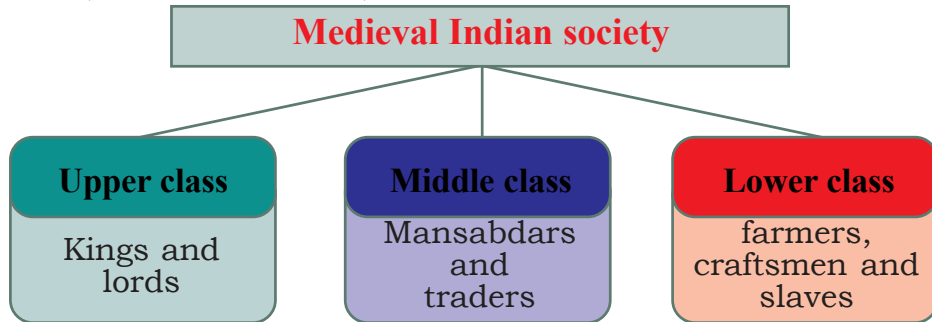 Medieval Indian society
Upper class
Kings and
lords
Middle class
Mansabdars
and
traders
Lower class
farmers,
craftsmen and
slaves